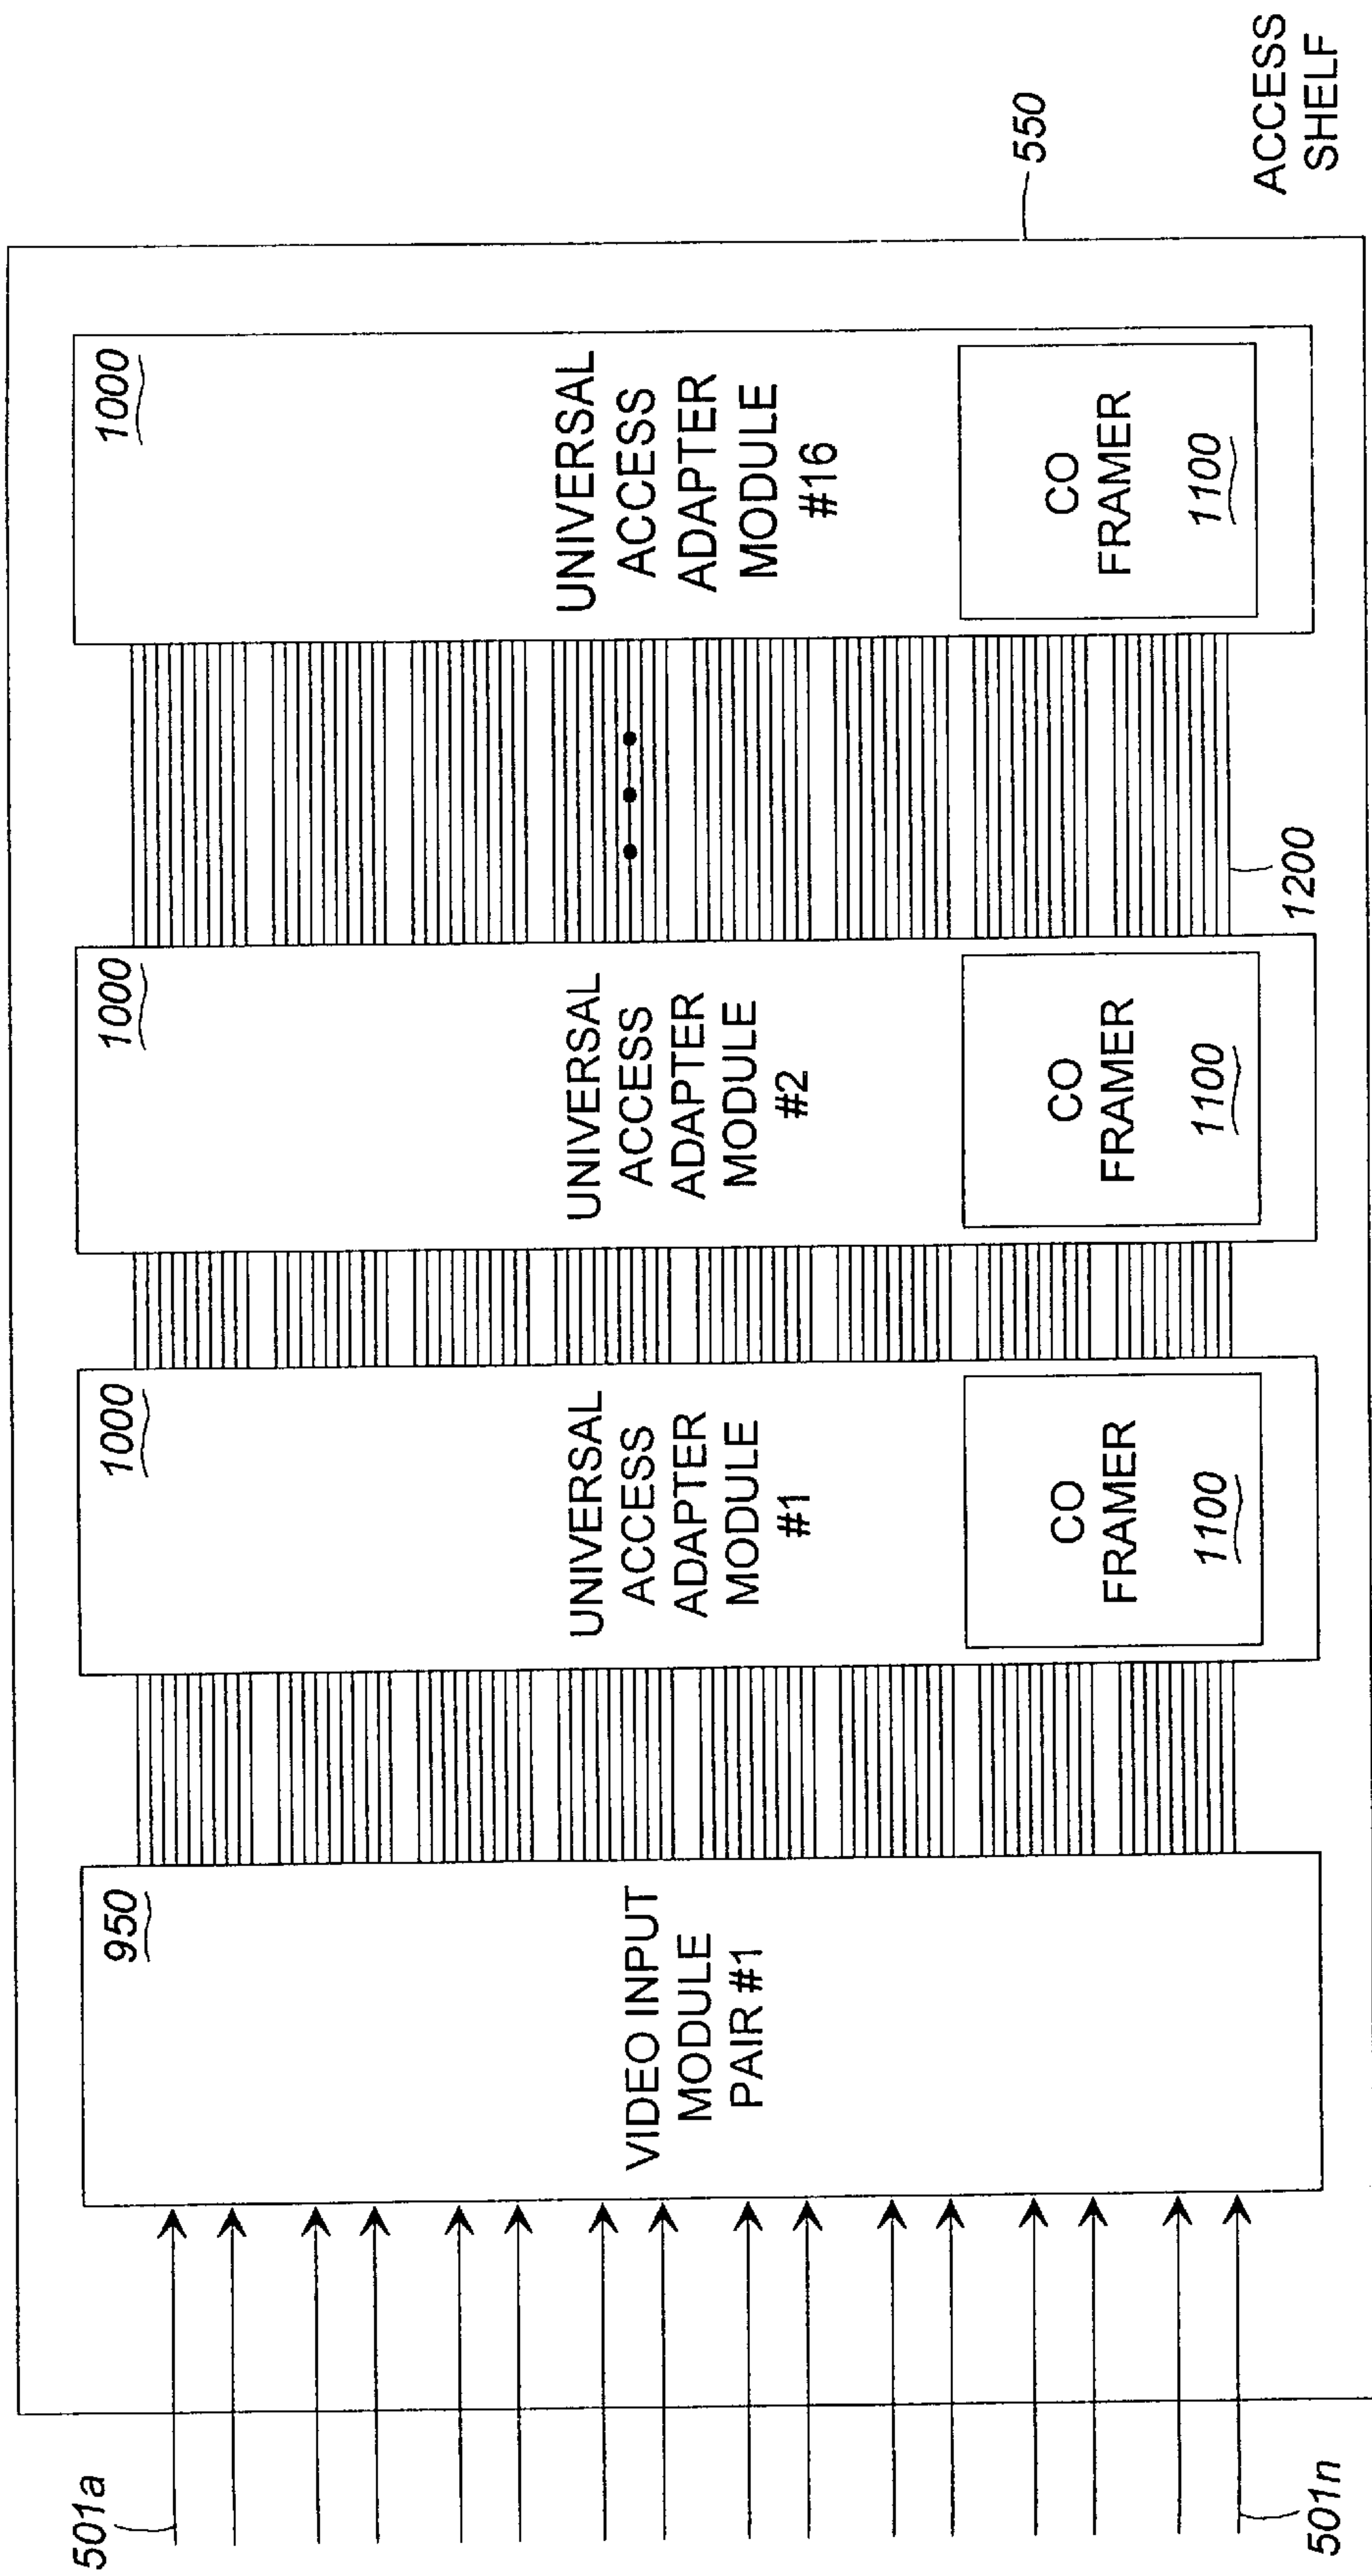 501a
501n
950
VIDEO INPUT
MODULE
PAIR #1
1000
UNIVERSAL
ACCESS
ADAPTER
MODULE
#1
CO
FRAMER
1100
1000
UNIVERSAL
ACCESS
ADAPTER
MODULE
#2
CO
FRAMER
1100
1200
1000
UNIVERSAL
ACCESS
ADAPTER
MODULE
#16
CO
FRAMER
1100
550
ACCESS
SHELF